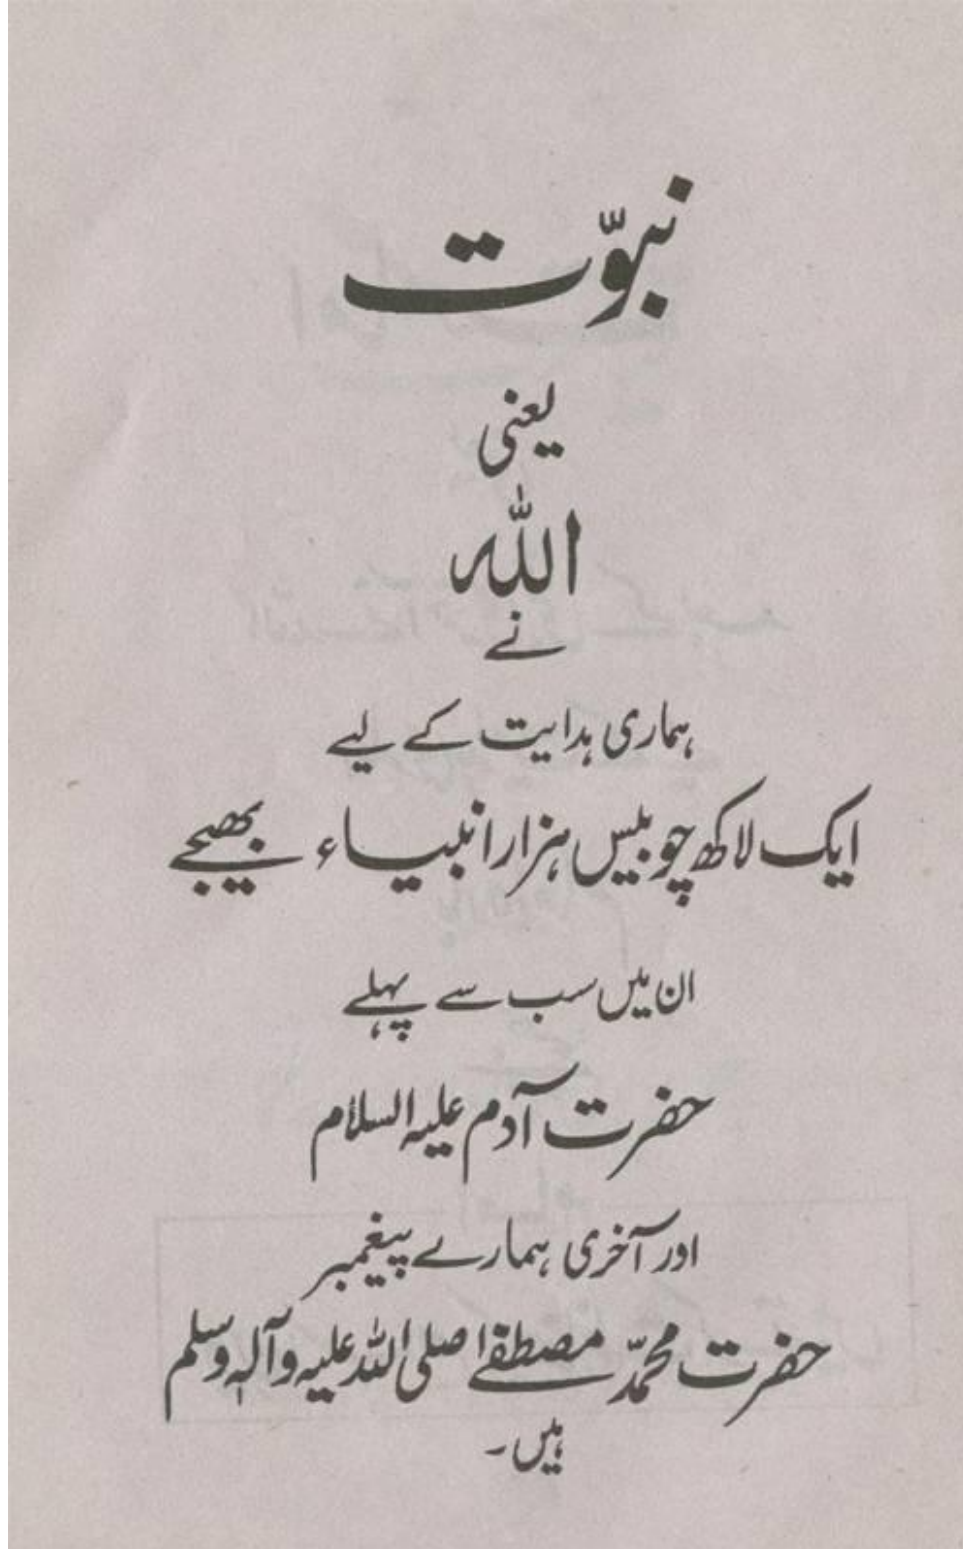 نبوّت
یعنی
اللہ
نے
ہماری ہدایت کے لیے
ایک لاکھ چوبیس ہزار انبیاء بھیجے
ان میں سب سے پہلے
حضرت آدم علیہ السلام
اور آخری ہمارے پیغمبر
حضرت محمدؐ مصطفےٰ صلی اللہ علیہ وآلہ وسلم
ہیں۔